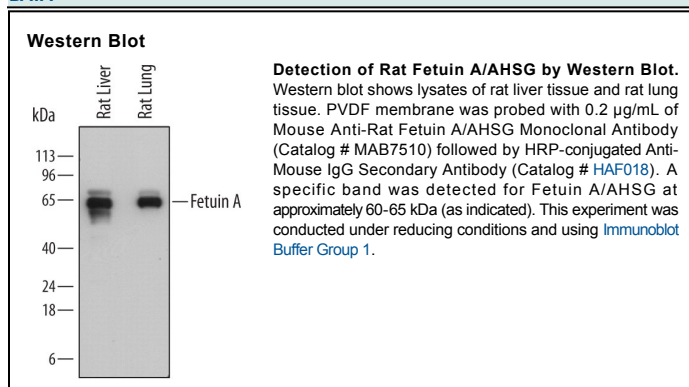 Western Blot
Rat Liver
Rat Lung
kDa
113
96
65
40
24
18
6
Fetuin A
Detection of Rat Fetuin A/AHSG by Western Blot.
Western blot shows lysates of rat liver tissue and rat lung
tissue. PVDF membrane was probed with 0.2 µg/mL of
Mouse Anti-Rat Fetuin A/AHSG Monoclonal Antibody
(Catalog # MAB7510) followed by HRP-conjugated Anti-
Mouse IgG Secondary Antibody (Catalog # HAF018). A
specific band was detected for Fetuin A/AHSG at
approximately 60-65 kDa (as indicated). This experiment was
conducted under reducing conditions and using Immunoblot
Buffer Group 1.